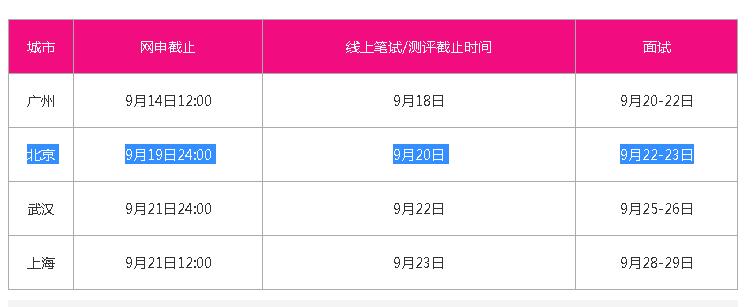 城市 网申截止 线上笔试/测评截止时间 面试
广州 9月14日12:00 9月18日 9月20-22日
北京 9月19日24:00 9月20日 9月22-23日
武汉 9月21日24:00 9月22日 9月25-26日
上海 9月21日12:00 9月23日 9月28-29日